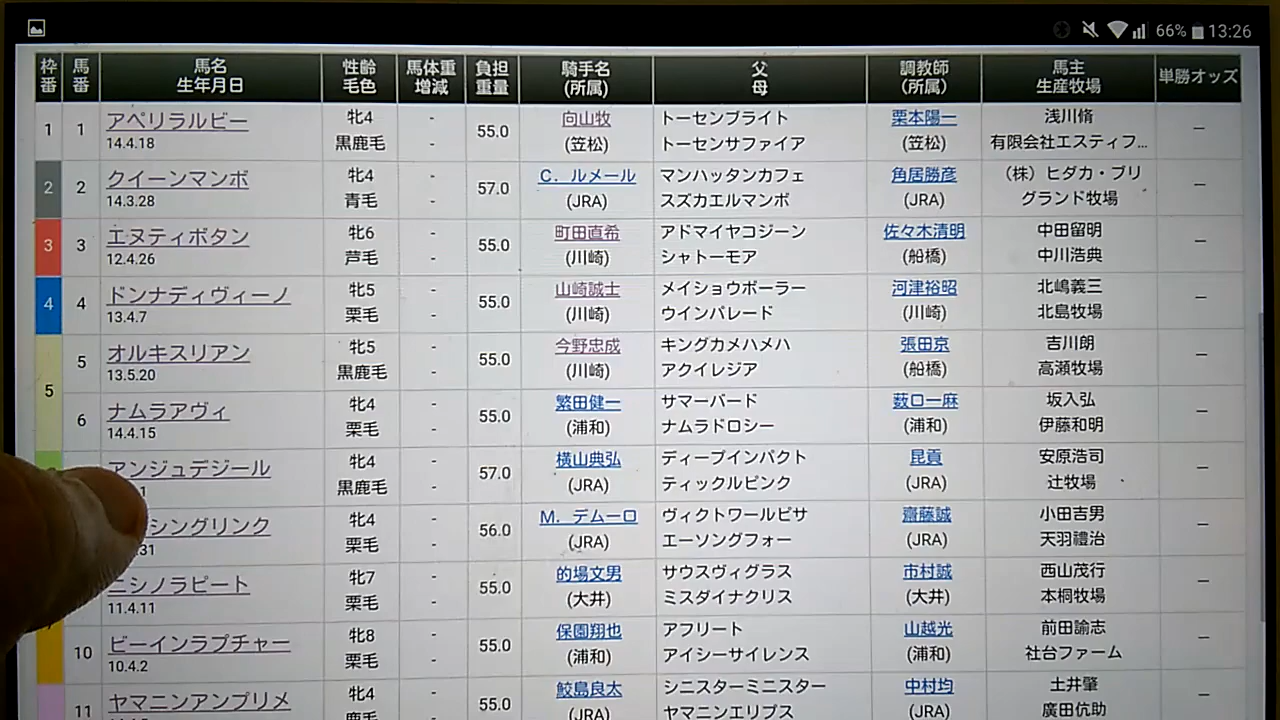 66% 13:26
枠番 馬番 馬名 生年月日 性齢 毛色 馬体重 増減 負担重量 騎手名 (所属) 父 母 調教師 (所属) 馬主 生産牧場 単勝オッズ
1 1 アペリラルビー 牝4 - 55.0 向山牧 トーセンブライト 栗本陽一 浅川脩 -
14.4.18 黒鹿毛 - (笠松) トーセンサファイア (笠松) 有限会社エスティフ...
2 2 クイーンマンボ 牝4 - 57.0 C. ルメール マンハッタンカフェ 角居勝彦 (株) ヒダカ・ブリ -
14.3.28 青毛 - (JRA) スズカエルマンボ (JRA) グランド牧場
3 3 エヌティボタン 牝6 - 55.0 町田直希 アドマイヤコジーン 佐々木清明 中田留明 -
12.4.26 芦毛 - (川崎) シャトーモア (船橋) 中川浩典
4 4 ドンナディヴィーノ 牝5 - 55.0 山崎誠士 メイショウボーラー 河津裕昭 北嶋義三 -
13.4.7 栗毛 - (川崎) ウインバレード (川崎) 北島牧場
5 5 オルキスリアン 牝5 - 55.0 今野忠成 キングカメハメハ 張田京 吉川朗 -
13.5.20 黒鹿毛 - (川崎) アクイレジア (船橋) 高瀬牧場
6 ナムラアヴィ 牝4 - 55.0 繁田健一 サマーバード 薮口一麻 坂入弘 -
14.4.15 栗毛 - (浦和) ナムラドロシー (浦和) 伊藤和明
アンジュデジール 牝4 - 57.0 横山典弘 ディープインパクト 昆貢 安原浩司 -
1 黒鹿毛 - (JRA) ティックルピンク (JRA) 辻牧場
シングリンク 牝4 - 56.0 M. デムーロ ヴィクトワールピサ 齋藤誠 小田吉男 -
31 栗毛 - (JRA) エーソングフォー (JRA) 天羽禮治
ニシノラピート 牝7 - 55.0 的場文男 サウスヴィグラス 市村誠 西山茂行 -
11.4.11 栗毛 - (大井) ミスダイナクリス (大井) 本桐牧場
10 ビーインラプチャー 牝8 - 55.0 保園翔也 アフリート 山越光 前田諭志 -
10.4.2 栗毛 - (浦和) アイシーサイレンス (浦和) 社台ファーム
11 ヤマニンアンプリメ 牝4 - 55.0 鮫島良太 シニスターミニスター 中村均 土井肇 -
鹿毛 - (JRA) ヤマニンエリプス (JRA) 廣田伉助